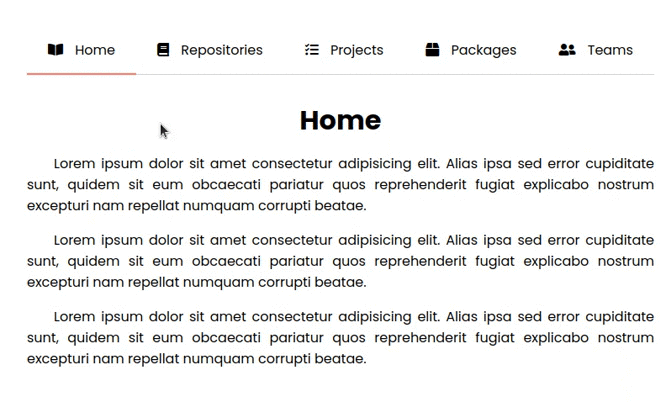 Home Repositories Projects Packages Teams
Home
Lorem ipsum dolor sit amet consectetur adipisicing elit. Alias ipsa sed error cupiditate
sunt, quidem sit eum obcaecati pariatur quos reprehenderit fugiat explicabo nostrum
excepturi nam repellat numquam corrupti beatae.
Lorem ipsum dolor sit amet consectetur adipisicing elit. Alias ipsa sed error cupiditate
sunt, quidem sit eum obcaecati pariatur quos reprehenderit fugiat explicabo nostrum
excepturi nam repellat numquam corrupti beatae.
Lorem ipsum dolor sit amet consectetur adipisicing elit. Alias ipsa sed error cupiditate
sunt, quidem sit eum obcaecati pariatur quos reprehenderit fugiat explicabo nostrum
excepturi nam repellat numquam corrupti beatae.